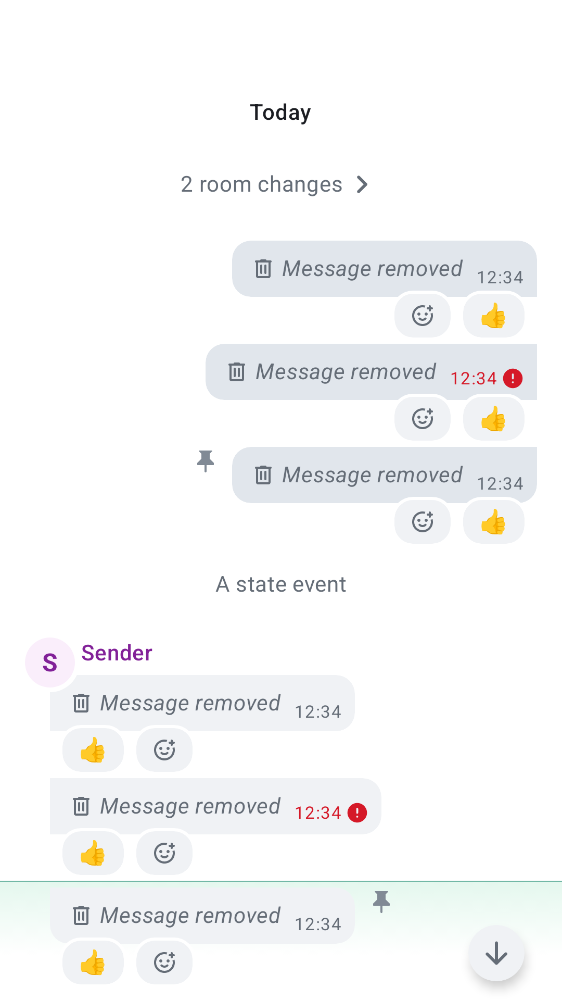 Today
2 room changes
Message removed 12:34
👍
Message removed 12:34
👍
Message removed 12:34
👍
A state event
S Sender
Message removed 12:34
👍
Message removed 12:34
👍
Message removed 12:34
👍